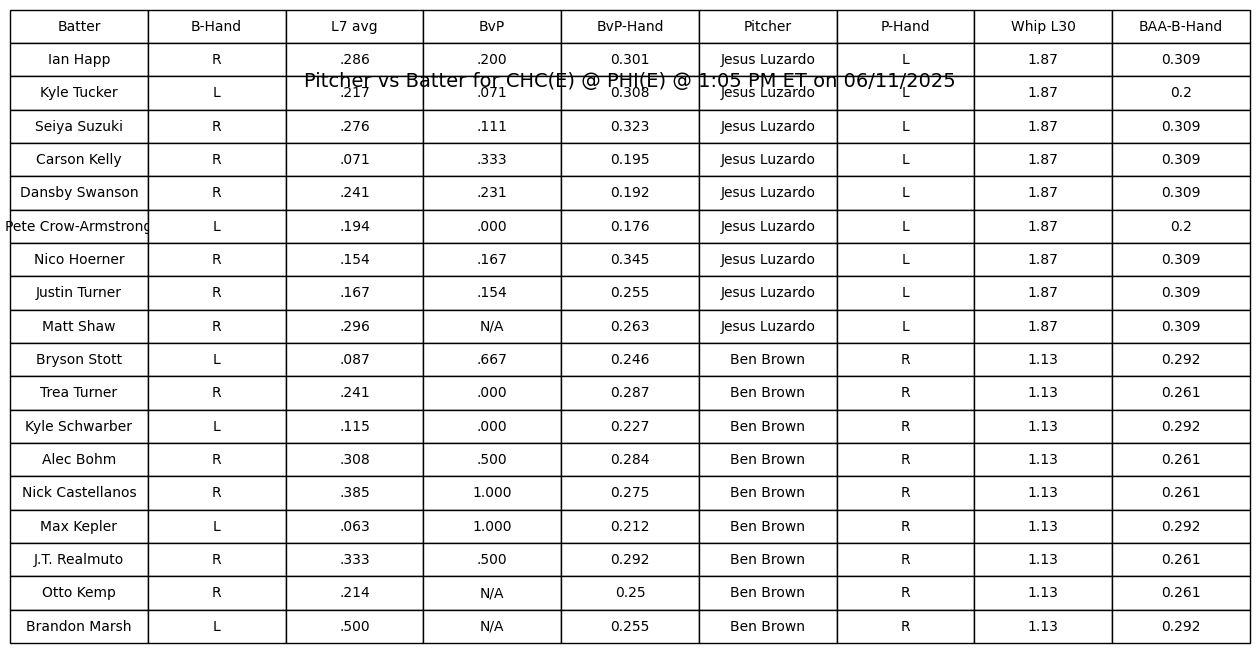 Batter B-Hand L7 avg BvP BvP-Hand Pitcher P-Hand Whip L30 BAA-B-Hand
Ian Happ R .286 .200 0.301 Jesus Luzardo L 1.87 0.309
Pitcher vs Batter for CHC(E) @ PHI(E) @ 1:05 PM ET on 06/11/2025
Kyle Tucker L .217 .071 0.308 Jesus Luzardo L 1.87 0.2
Seiya Suzuki R .276 .111 0.323 Jesus Luzardo L 1.87 0.309
Carson Kelly R .071 .333 0.195 Jesus Luzardo L 1.87 0.309
Dansby Swanson R .241 .231 0.192 Jesus Luzardo L 1.87 0.309
Pete Crow-Armstrong L .194 .000 0.176 Jesus Luzardo L 1.87 0.2
Nico Hoerner R .154 .167 0.345 Jesus Luzardo L 1.87 0.309
Justin Turner R .167 .154 0.255 Jesus Luzardo L 1.87 0.309
Matt Shaw R .296 N/A 0.263 Jesus Luzardo L 1.87 0.309
Bryson Stott L .087 .667 0.246 Ben Brown R 1.13 0.292
Trea Turner R .241 .000 0.287 Ben Brown R 1.13 0.261
Kyle Schwarber L .115 .000 0.227 Ben Brown R 1.13 0.292
Alec Bohm R .308 .500 0.284 Ben Brown R 1.13 0.261
Nick Castellanos R .385 1.000 0.275 Ben Brown R 1.13 0.261
Max Kepler L .063 1.000 0.212 Ben Brown R 1.13 0.292
J.T. Realmuto R .333 .500 0.292 Ben Brown R 1.13 0.261
Otto Kemp R .214 N/A 0.25 Ben Brown R 1.13 0.261
Brandon Marsh L .500 N/A 0.255 Ben Brown R 1.13 0.292